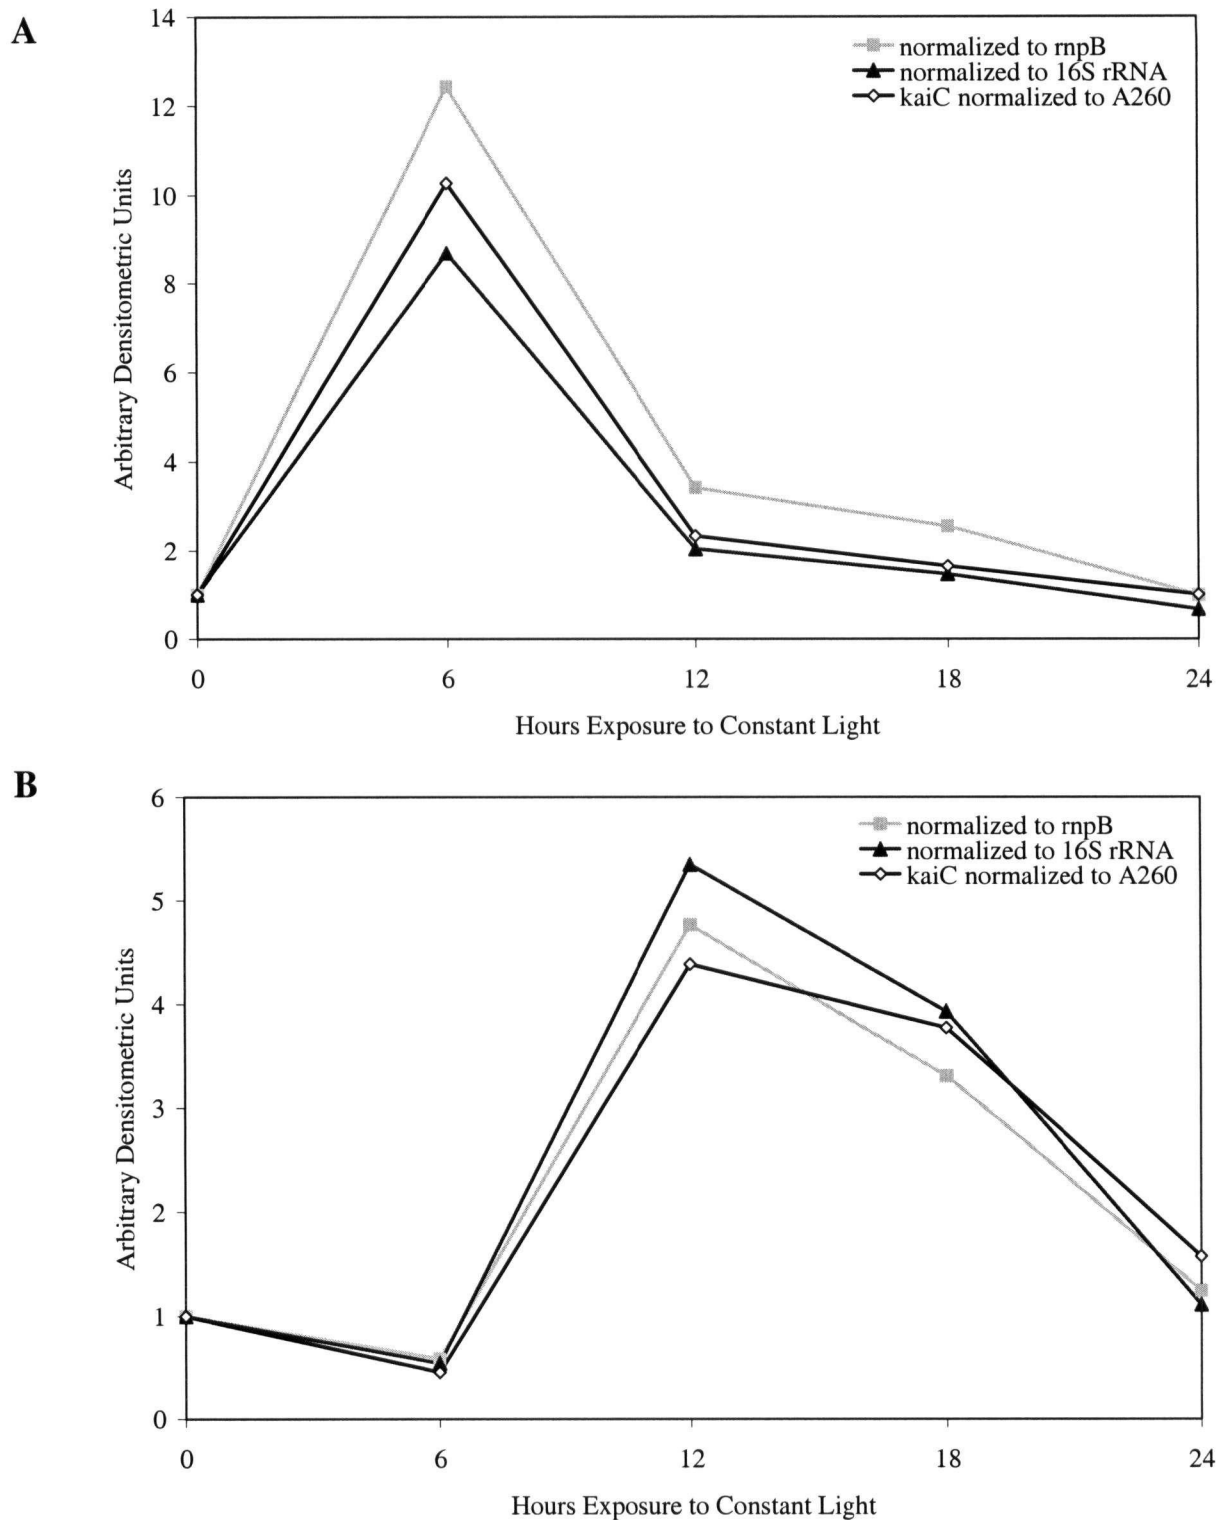 A
14
12
10
8
6
4
2
0
Arbitrary Densitometric Units
normalized to rnpB
normalized to 16S rRNA
kaiC normalized to A260
0 6 12 18 24
Hours Exposure to Constant Light
B
6
5
4
3
2
1
0
Arbitrary Densitometric Units
normalized to rnpB
normalized to 16S rRNA
kaiC normalized to A260
0 6 12 18 24
Hours Exposure to Constant Light